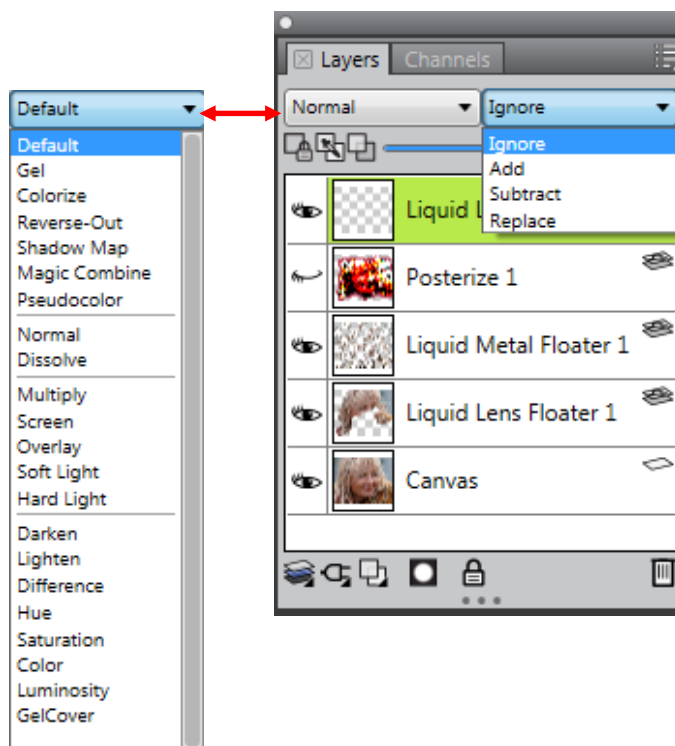 Default
Default
Gel
Colorize
Reverse-Out
Shadow Map
Magic Combine
Pseudocolor
Normal
Dissolve
Multiply
Screen
Overlay
Soft Light
Hard Light
Darken
Lighten
Difference
Hue
Saturation
Color
Luminosity
GelCover
Layers Channels
Normal Ignore
Ignore
Add
Subtract
Replace
Liquid
Posterize 1
Liquid Metal Floater 1
Liquid Lens Floater 1
Canvas